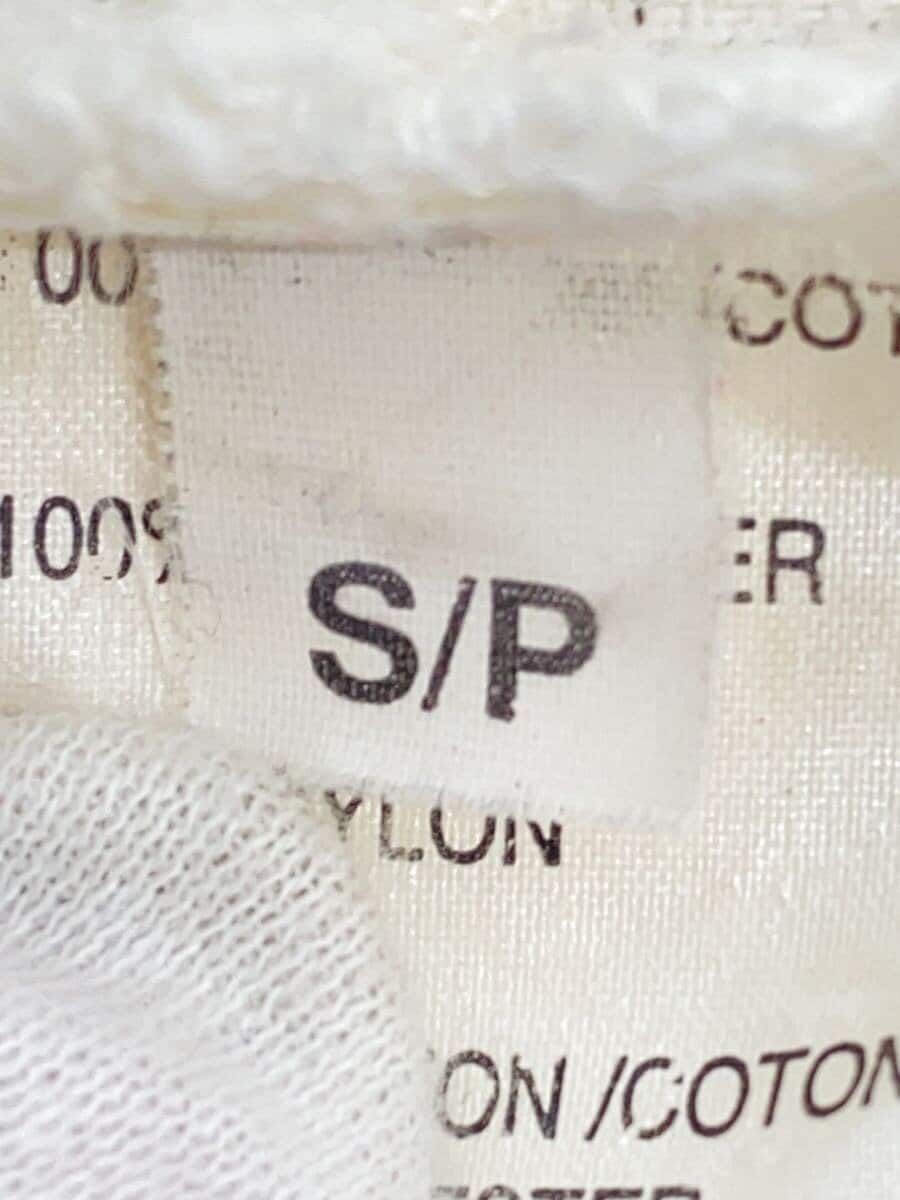 00 COT
100% ER
S/P
YLON
ON /COTON